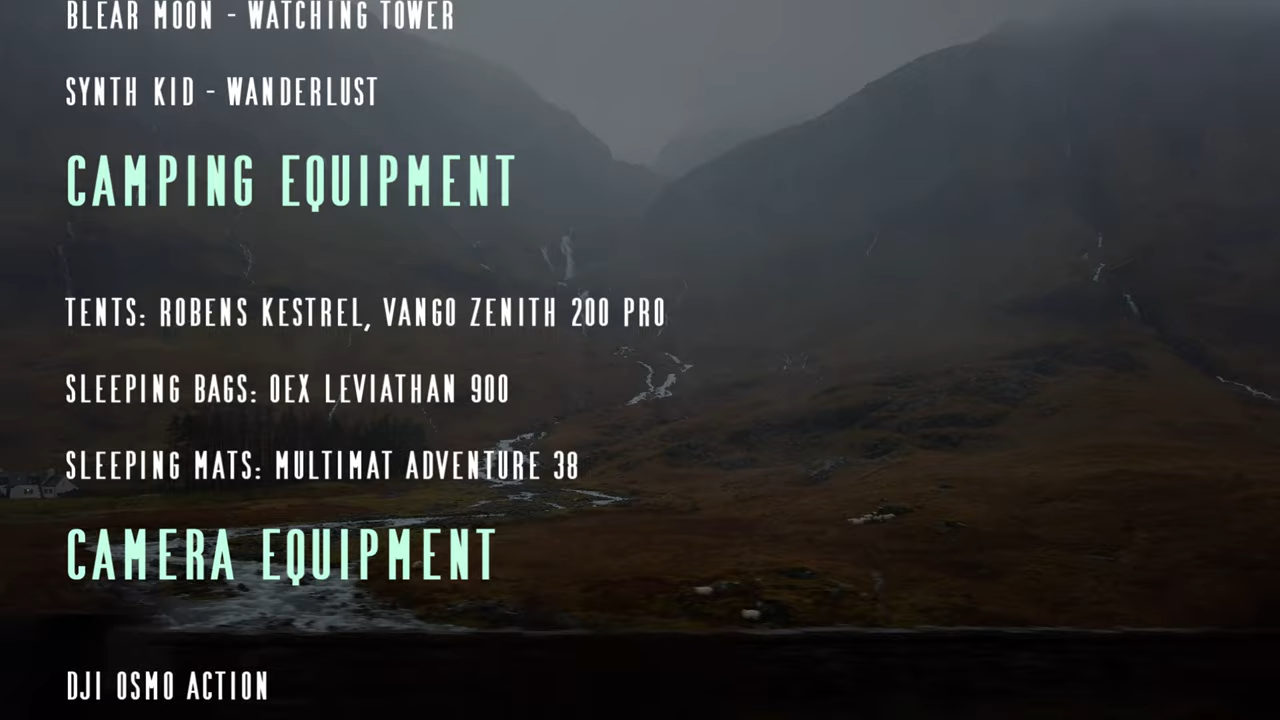 BLEAR MOON - WATCHING TOWER
SYNTH KID - WANDERLUST
CAMPING EQUIPMENT
TENTS: ROBENS KESTREL, VANGO ZENITH 200 PRO
SLEEPING BAGS: OEX LEVIATHAN 900
SLEEPING MATS: MULTIMAT ADVENTURE 38
CAMERA EQUIPMENT
DJI OSMO ACTION